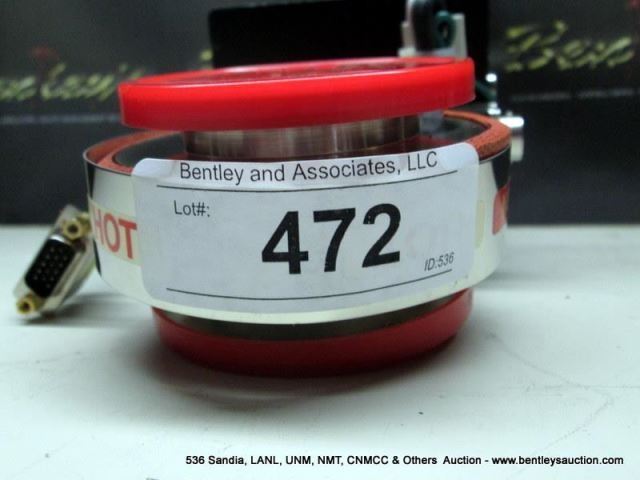 Bentley and Associates, LLC
Lot#:
472
ID:536
HOT
536 Sandia, LANL, UNM, NMT, CNMCC & Others Auction - www.bentleysauction.com